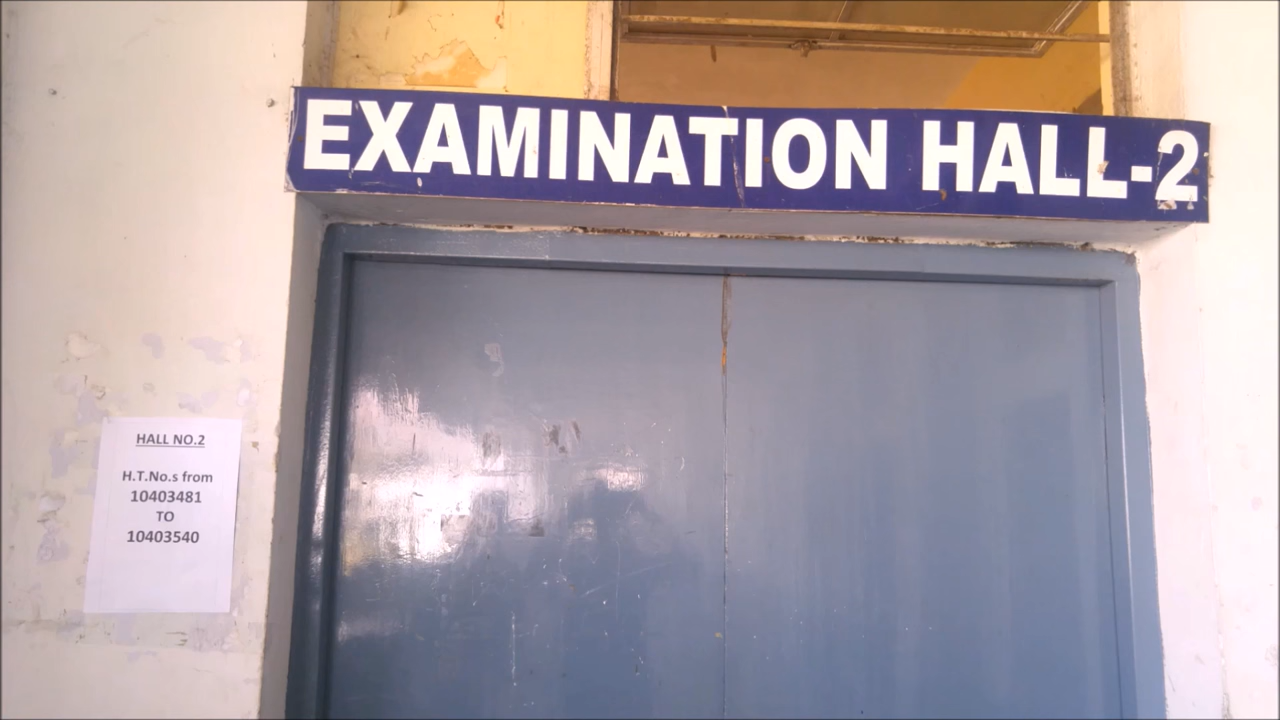 EXAMINATION HALL-2
HALL NO.2
H.T.No.s from
10403481
TO
10403540